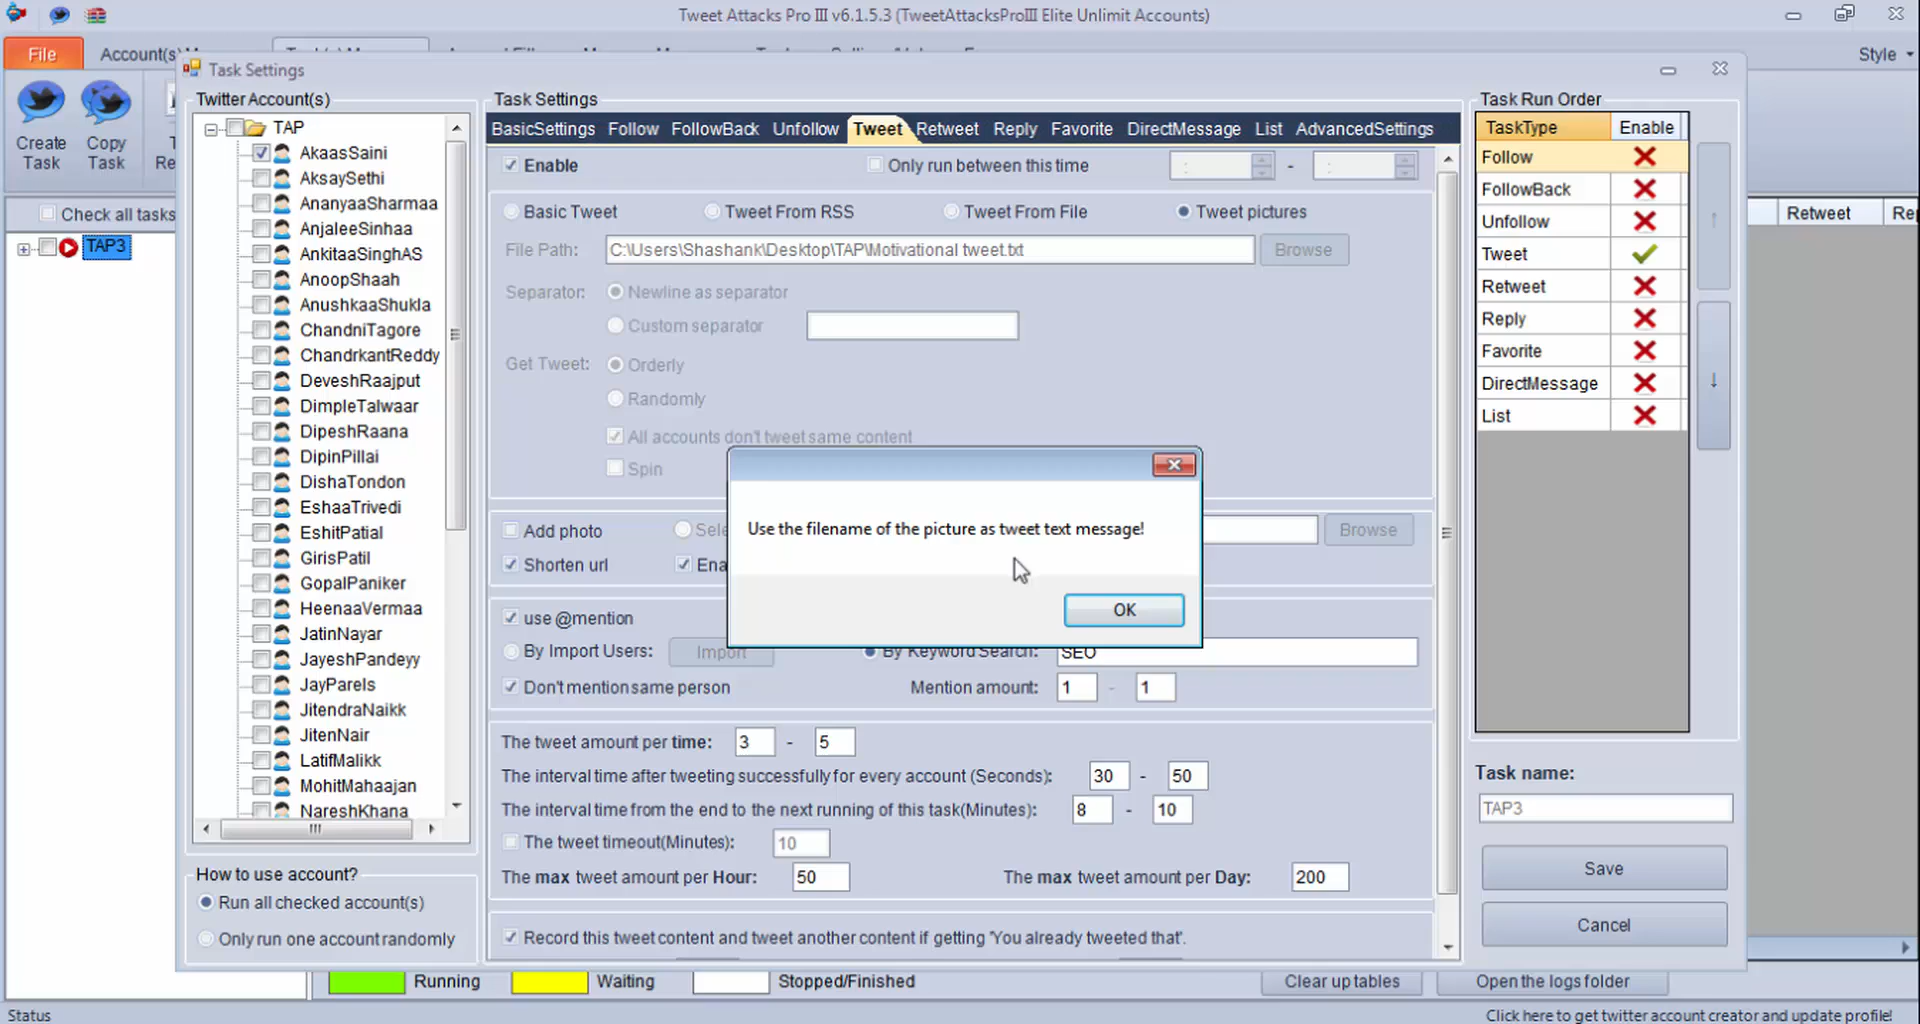 Tweet Attacks Pro III v6.1.5.3 (TweetAttacksProIII Elite Unlimit Accounts)
File
Account(s)
Style
Create Task
Copy Task
Check all tasks
TAP3
Retweet
Task Settings
Twitter Account(s)
TAP
AkaasSaini
AksaySethi
AnanyaaSharmaa
AnjaleeSinhaa
AnkitaaSinghAS
AnoopShaah
AnushkaaShukla
ChandniTagore
ChandrkantReddy
DeveshRaajput
DimpleTalwaar
DipeshRaana
DipinPillai
DishaTondon
EshaaTrivedi
EshitPatial
GirisPatil
GopalPaniker
HeenaaVermaa
JatinNayar
JayeshPandeyy
JayParels
JitendraNaikk
JitenNair
LatifMalikk
MohitMahaajan
NareshKhana
How to use account?
Run all checked account(s)
Only run one account randomly
Task Settings
BasicSettings Follow FollowBack Unfollow Tweet Retweet Reply Favorite DirectMessage List AdvancedSettings
Enable
Only run between this time : - :
Basic Tweet Tweet From RSS Tweet From File Tweet pictures
File Path: C:\Users\Shashank\Desktop\TAP\Motivational tweet.txt Browse
Separator: Newline as separator
Custom separator
Get Tweet: Orderly
Randomly
All accounts don't tweet same content
Spin
Use the filename of the picture as tweet text message!
OK
Add photo Browse
Shorten url
use @mention
By Import Users: Import By Keyword Search: SEO
Don't mention same person Mention amount: 1 - 1
The tweet amount per time: 3 - 5
The interval time after tweeting successfully for every account (Seconds): 30 - 50
The interval time from the end to the next running of this task(Minutes): 8 - 10
The tweet timeout(Minutes): 10
The max tweet amount per Hour: 50 The max tweet amount per Day: 200
Record this tweet content and tweet another content if getting 'You already tweeted that'.
Task Run Order
TaskType Enable
Follow
FollowBack
Unfollow
Tweet
Retweet
Reply
Favorite
DirectMessage
List
↑
↓
Task name:
TAP3
Save
Cancel
Running Waiting Stopped/Finished Clear up tables Open the logs folder
Status Click here to get twitter account creator and update profile!